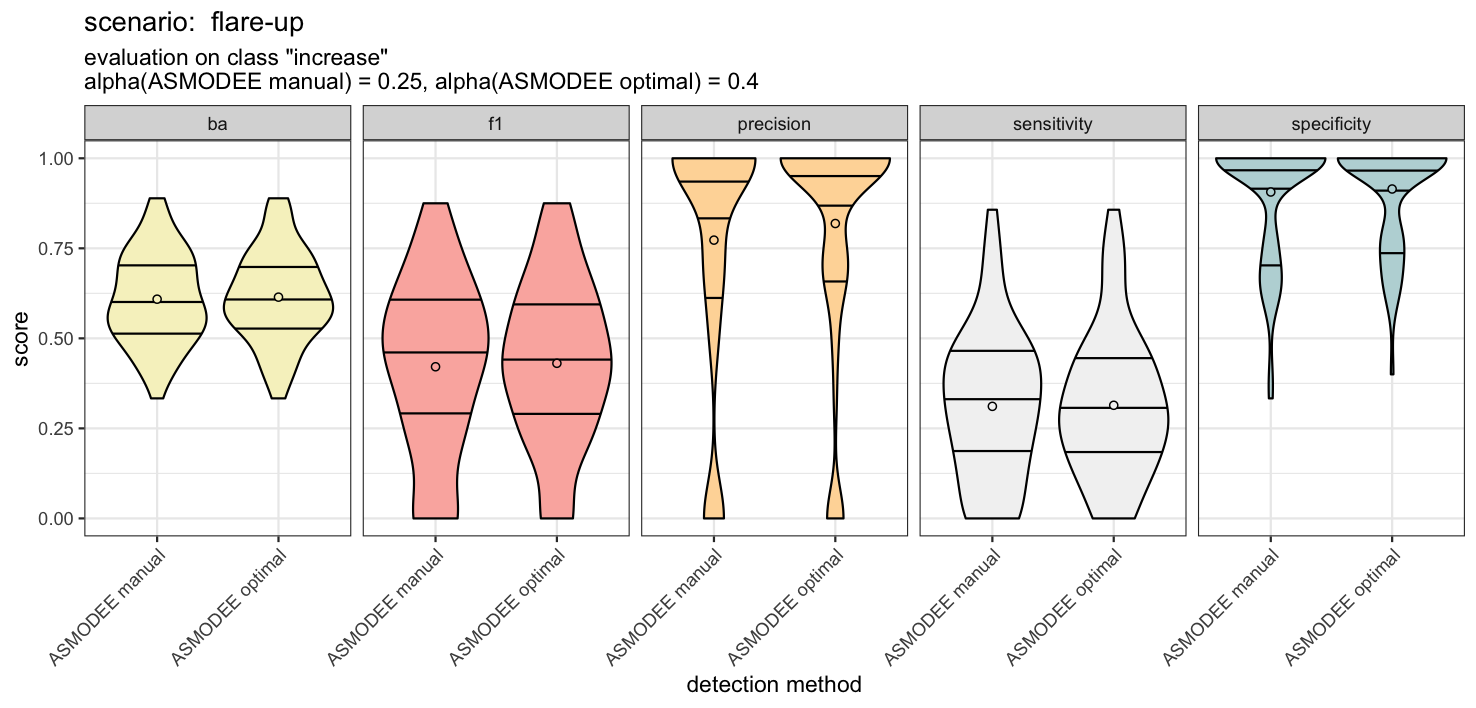 scenario:  flare-up
evaluation on class "increase"
alpha(ASMODEE manual) = 0.25, alpha(ASMODEE optimal) = 0.4
ba
f1
precision
sensitivity
specificity
1.00
0.75
0.50
0.25
0.00
score
ASMODEE manual
ASMODEE optimal
ASMODEE manual
ASMODEE optimal
ASMODEE manual
ASMODEE optimal
ASMODEE manual
ASMODEE optimal
ASMODEE manual
ASMODEE optimal
detection method